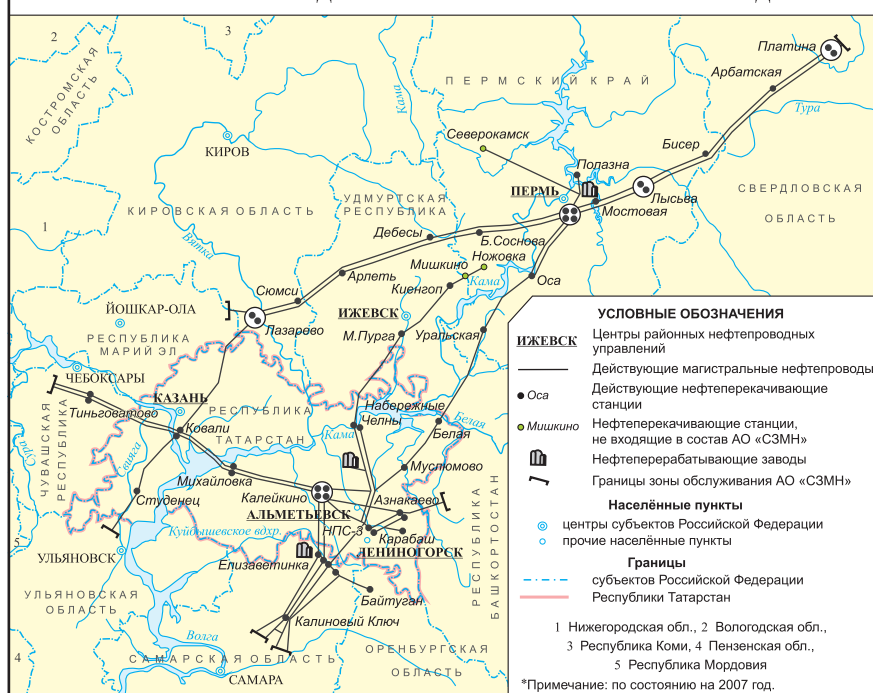 2
3
Платина
КОСТРОМСКАЯ
ОБЛАСТЬ
ПЕРМСКИЙ КРАЙ
Арбатская
Кама
Тура
Северокамск
КИРОВ
Бисер
Полазна
ПЕРМЬ
Лысьва
СВЕРДЛОВСКАЯ
ОБЛАСТЬ
УДМУРТСКАЯ
РЕСПУБЛИКА
КИРОВСКАЯ ОБЛАСТЬ
Мостовая
1
Дебесы
Б.Соснова
Вятка
Мишкино
Ножовка
Арлеть
Кама
Оса
Киенгоп
Сюмси
ЙОШКАР-ОЛА
ИЖЕВСК
Лазарево
М.Пурга
Уральская
РЕСПУБЛИКА
МАРИЙ ЭЛ
ЧЕБОКСАРЫ
КАЗАНЬ
Тиньговатово
РЕСПУБЛИКА
ТАТАРСТАН
Набережные
Челны
Белая
Кама
Белая
Ковали
ЧУВАШСКАЯ
РЕСПУБЛИКА
Сура
Свияга
Михайловка
Муслюмово
Калейкино
Студенец
Азнакаево
АЛЬМЕТЬЕВСК
Куйбышевское вдхр.
НПС-3
Карабаш
РЕСПУБЛИКА
БАШКОРТОСТАН
5
УЛЬЯНОВСК
ЛЕНИНОГОРСК
Елизаветинка
УЛЬЯНОВСКАЯ
ОБЛАСТЬ
Байтуган
Калиновый Ключ
Волга
ОРЕНБУРГСКАЯ
ОБЛАСТЬ
4
САМАРСКАЯ ОБЛАСТЬ
САМАРА
УСЛОВНЫЕ ОБОЗНАЧЕНИЯ
ИЖЕВСК
Центры районных нефтепроводных
управлений
Действующие магистральные нефтепроводы
Оса
Действующие нефтеперекачивающие
станции
Мишкино
Нефтеперекачивающие станции,
не входящие в состав АО «СЗМН»
Нефтеперерабатывающие заводы
Границы зоны обслуживания АО «СЗМН»
Населённые пункты
центры субъектов Российской Федерации
прочие населённые пункты
Границы
субъектов Российской Федерации
Республики Татарстан
1 Нижегородская обл., 2 Вологодская обл.,
3 Республика Коми, 4 Пензенская обл.,
5 Республика Мордовия
*Примечание: по состоянию на 2007 год.